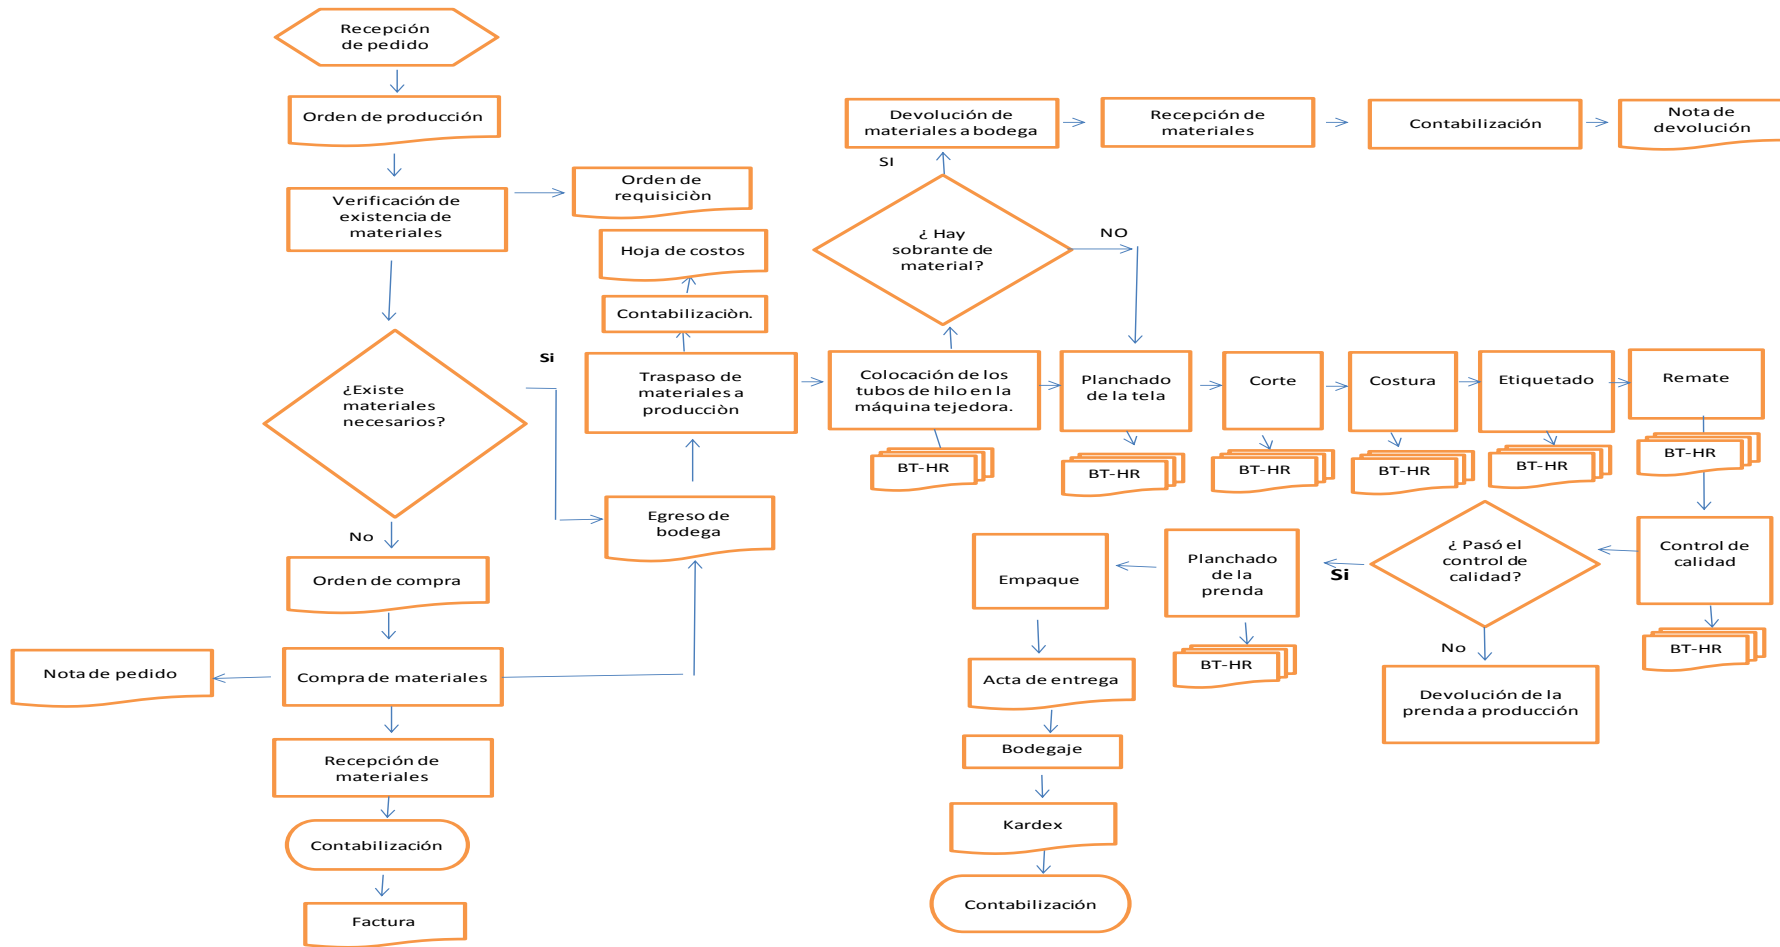 Recepción
de pedido
Orden de producción
Verificación de
existencia de
materiales
Orden de
requisiciòn
Hoja de costos
Contabilizaciòn.
¿Existe
materiales
necesarios?
Si
No
Traspaso de
materiales a
producciòn
Egreso de
bodega
Orden de compra
Nota de pedido
Compra de materiales
Recepción de
materiales
Contabilización
Factura
Devolución de
materiales a bodega
Recepción de
materiales
Contabilización
Nota de
devolución
SI
¿ Hay
sobrante de
material?
NO
Colocación de los
tubos de hilo en la
máquina tejedora.
Planchado
de la tela
Corte
Costura
Etiquetado
Remate
BT-HR
BT-HR
BT-HR
BT-HR
BT-HR
BT-HR
Control de
calidad
BT-HR
¿ Pasó el
control de
calidad?
Si
No
Devolución de la
prenda a producción
Planchado
de la
prenda
BT-HR
Empaque
Acta de entrega
Bodegaje
Kardex
Contabilización